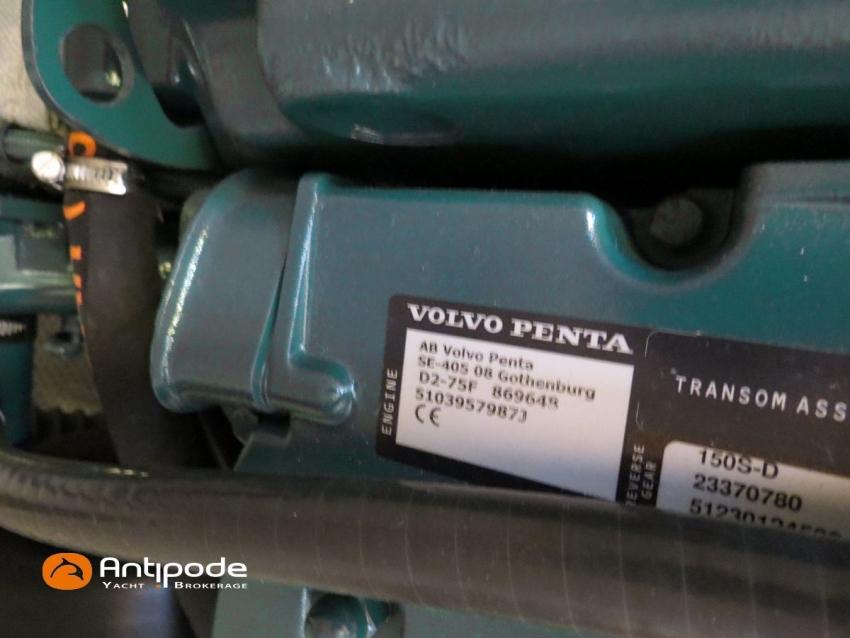 VOLVO PENTA
AB Volvo Penta
SE-405 08 Gothenburg
D2-75F 869648
5103957987J
CE
ENGINE
TRANSOM ASS
REVERSE
GEAR
150S-D
23370780
Antipode
YACHT BROKERAGE